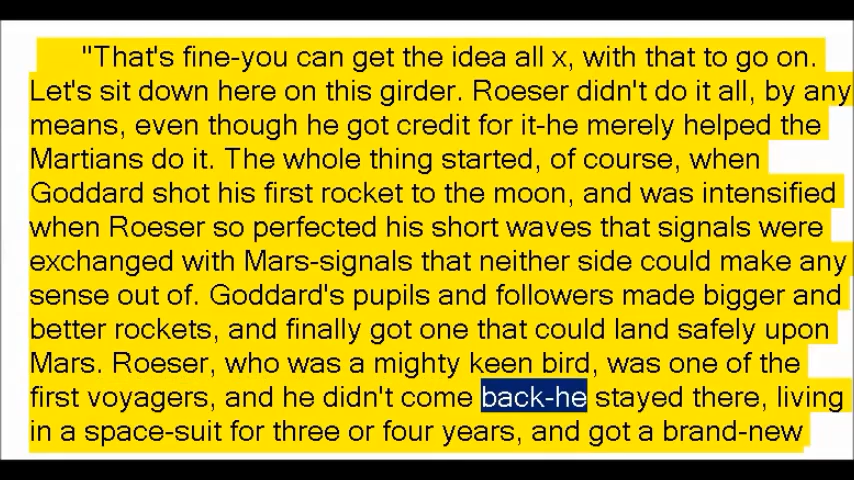 "That's fine-you can get the idea all x, with that to go on.
Let's sit down here on this girder. Roeser didn't do it all, by any
means, even though he got credit for it-he merely helped the
Martians do it. The whole thing started, of course, when
Goddard shot his first rocket to the moon, and was intensified
when Roeser so perfected his short waves that signals were
exchanged with Mars-signals that neither side could make any
sense out of. Goddard's pupils and followers made bigger and
better rockets, and finally got one that could land safely upon
Mars. Roeser, who was a mighty keen bird, was one of the
first voyagers, and he didn't come back-he stayed there, living
in a space-suit for three or four years, and got a brand-new